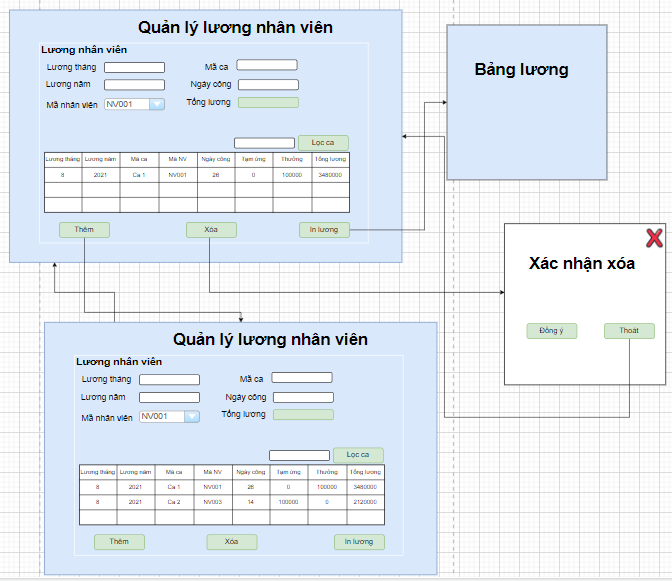 Quản lý lương nhân viên
Lương nhân viên
Lương tháng
Mã ca
Lương năm
Ngày công
Mã nhân viên NV001
Tổng lương
Lọc ca
Lương tháng Lương năm Mã ca Mã NV Ngày công Tạm ứng Thưởng Tổng lương
8 2021 Ca 1 NV001 26 0 100000 3480000
Thêm Xóa In lương
Bảng lương
Xác nhận xóa
Đồng ý Thoát
Quản lý lương nhân viên
Lương nhân viên
Lương tháng
Mã ca
Lương năm
Ngày công
Mã nhân viên NV001
Tổng lương
Lọc ca
Lương tháng Lương năm Mã ca Mã NV Ngày công Tạm ứng Thưởng Tổng lương
8 2021 Ca 1 NV001 26 0 100000 3480000
8 2021 Ca 2 NV003 14 100000 0 2120000
Thêm Xóa In lương